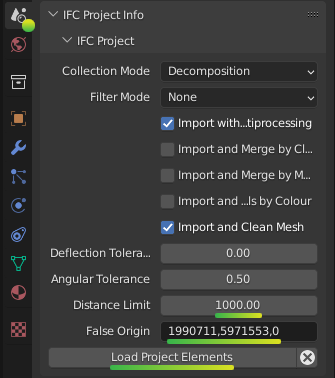 IFC Project Info
IFC Project
Collection Mode Decomposition
Filter Mode None
Import with...tiprocessing
Import and Merge by Cl...
Import and Merge by M...
Import and ...ls by Colour
Import and Clean Mesh
Deflection Tolera... 0.00
Angular Tolerance 0.50
Distance Limit 1000.00
False Origin 1990711,5971553,0
Load Project Elements